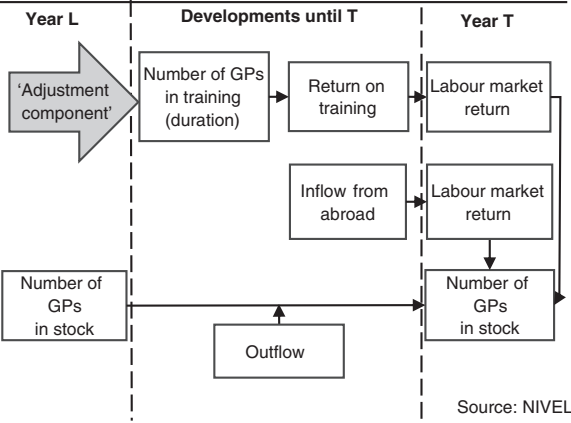 Year L
Developments until T
Year T
‘Adjustment
component’
Number of GPs
in training
(duration)
Return on
training
Labour market
return
Inflow from
abroad
Labour market
return
Number of
GPs
in stock
Number of
GPs
in stock
Outflow
Source: NIVEL